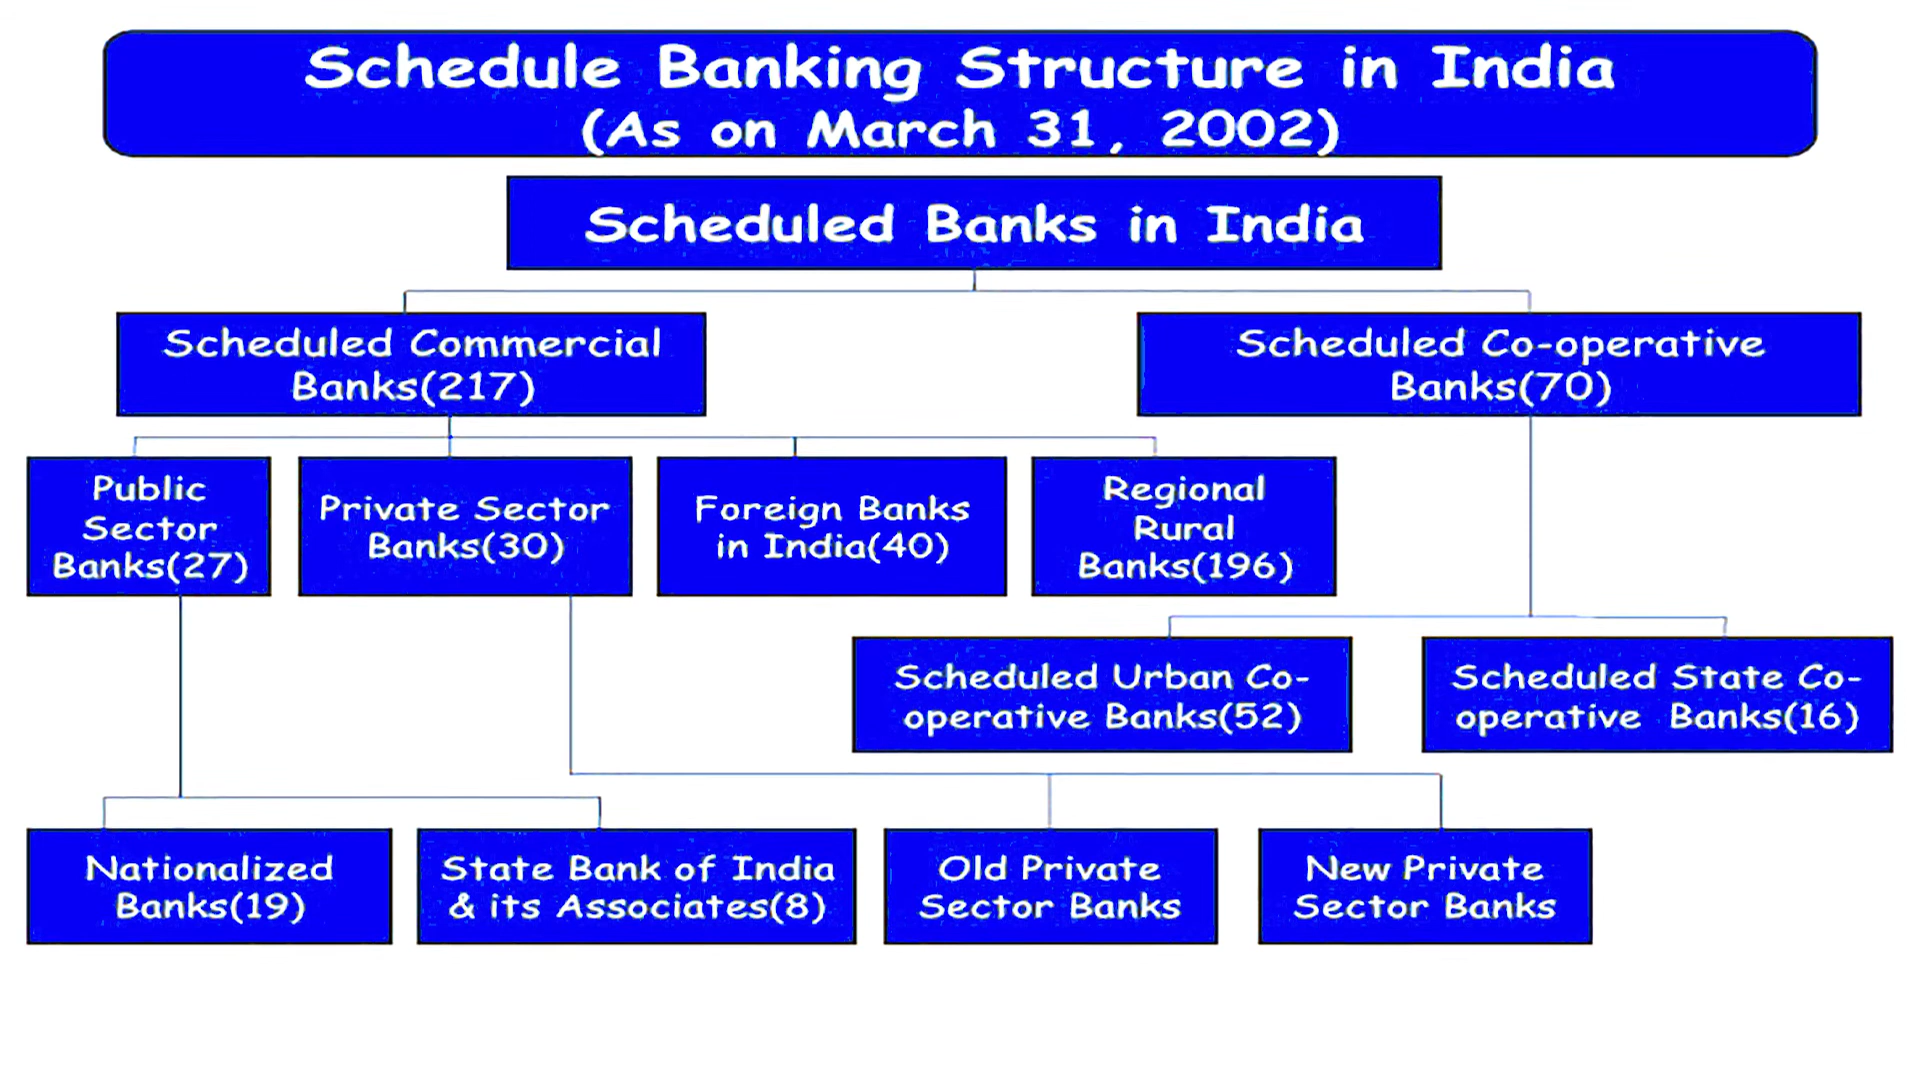 Schedule Banking Structure in India
(As on March 31, 2002)
Scheduled Banks in India
Scheduled Commercial
Banks(217)
Scheduled Co-operative
Banks(70)
Public
Sector
Banks(27)
Private Sector
Banks(30)
Foreign Banks
in India(40)
Regional
Rural
Banks(196)
Scheduled Urban Co-
operative Banks(52)
Scheduled State Co-
operative Banks(16)
Nationalized
Banks(19)
State Bank of India
& its Associates(8)
Old Private
Sector Banks
New Private
Sector Banks